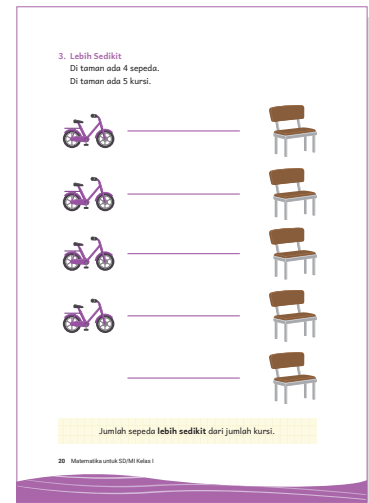 3. Lebih Sedikit
Di taman ada 4 sepeda.
Di taman ada 5 kursi.
Jumlah sepeda lebih sedikit dari jumlah kursi.
20 Matematika untuk SD/MI Kelas I